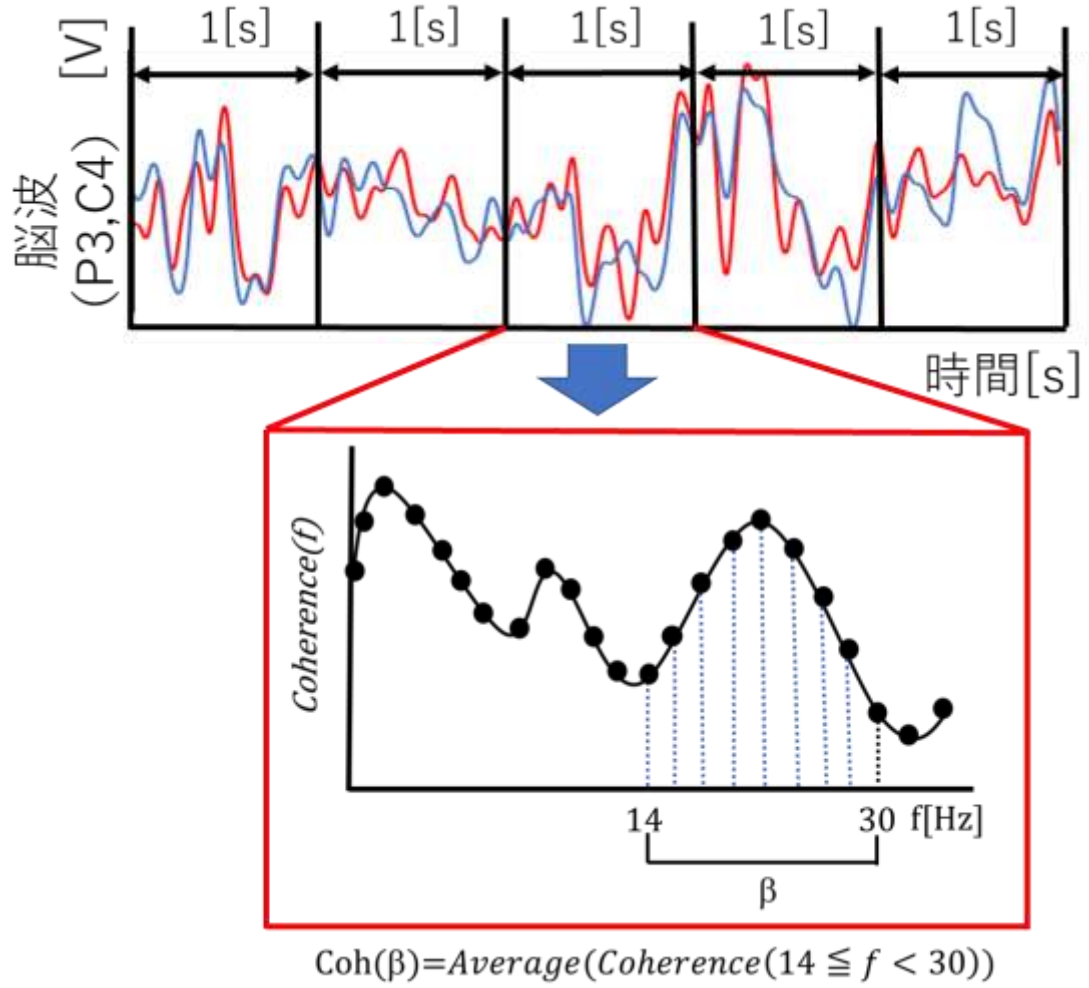 1[s] 1[s] 1[s] 1[s] 1[s]
[V]
脳波
(P3,C4)
時間[s]
Coherence(f)
14 30 f[Hz]
β
Coh(β)=Average(Coherence(14 ≦ f < 30))